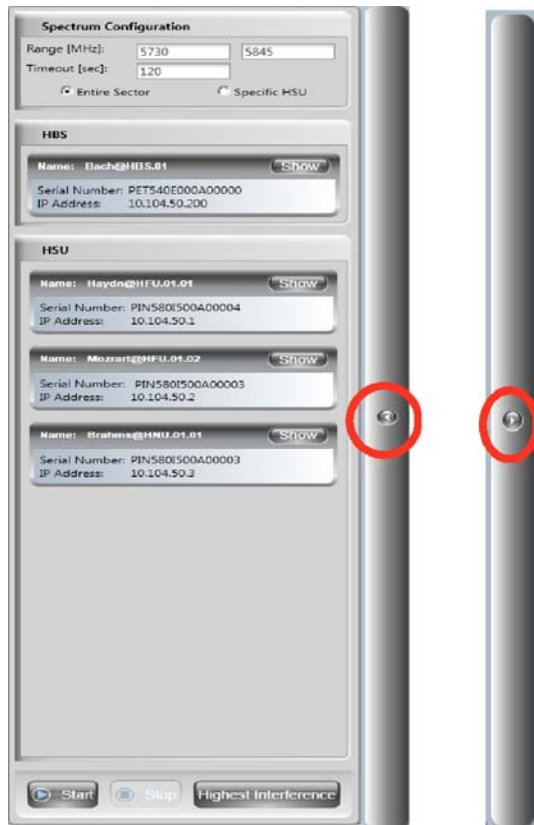 Spectrum Configuration
Range [MHz]: 5730 5845
Timeout [sec]: 120
Entire Sector Specific HSU
HBS
Name: Bach@HBS.01 Show
Serial Number: PET540E000A00000
IP Address: 10.104.50.200
HSU
Name: Haydn@HFU.01.01 Show
Serial Number: PIN580I500A00004
IP Address: 10.104.50.1
Name: Mozrart@HFU.01.02 Show
Serial Number: PIN580I500A00003
IP Address: 10.104.50.2
Name: Brahms@HNU.01.01 Show
Serial Number: PIN580I500A00003
IP Address: 10.104.50.3
Start Stop Highest Interference